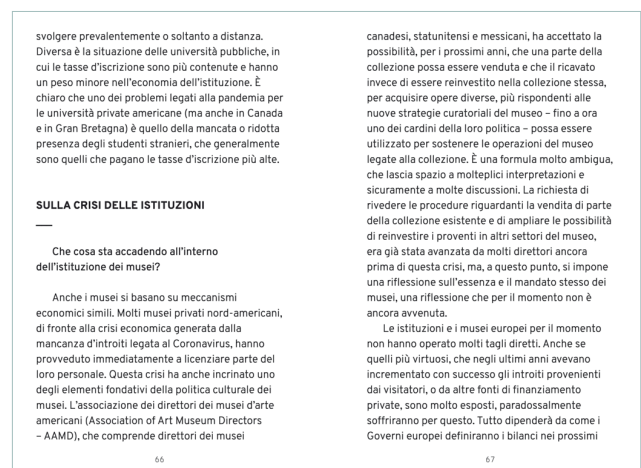 svolgere prevalentemente o soltanto a distanza.
Diversa è la situazione delle università pubbliche, in
cui le tasse d'iscrizione sono più contenute e hanno
un peso minore nell'economia dell'istituzione. È
chiaro che uno dei problemi legati alla pandemia per
le università private americane (ma anche in Canada
e in Gran Bretagna) è quello della mancata o ridotta
presenza degli studenti stranieri, che generalmente
sono quelli che pagano le tasse d'iscrizione più alte.
SULLA CRISI DELLE ISTITUZIONI
Che cosa sta accadendo all'interno
dell'istituzione dei musei?
Anche i musei si basano su meccanismi
economici simili. Molti musei privati nord-americani,
di fronte alla crisi economica generata dalla
mancanza d'introiti legata al Coronavirus, hanno
provveduto immediatamente a licenziare parte del
loro personale. Questa crisi ha anche incrinato uno
degli elementi fondativi della politica culturale dei
musei. L'associazione dei direttori dei musei d'arte
americani (Association of Art Museum Directors
– AAMD), che comprende direttori dei musei
66
canadesi, statunitensi e messicani, ha accettato la
possibilità, per i prossimi anni, che una parte della
collezione possa essere venduta e che il ricavato
invece di essere reinvestito nella collezione stessa,
per acquisire opere diverse, più rispondenti alle
nuove strategie curatoriali del museo – fino a ora
uno dei cardini della loro politica – possa essere
utilizzato per sostenere le operazioni del museo
legate alla collezione. È una formula molto ambigua,
che lascia spazio a molteplici interpretazioni e
sicuramente a molte discussioni. La richiesta di
rivedere le procedure riguardanti la vendita di parte
della collezione esistente e di ampliare le possibilità
di reinvestire i proventi in altri settori del museo,
era già stata avanzata da molti direttori ancora
prima di questa crisi, ma, a questo punto, si impone
una riflessione sull'essenza e il mandato stesso dei
musei, una riflessione che per il momento non è
ancora avvenuta.
Le istituzioni e i musei europei per il momento
non hanno operato molti tagli diretti. Anche se
quelli più virtuosi, che negli ultimi anni avevano
incrementato con successo gli introiti provenienti
dai visitatori, o da altre fonti di finanziamento
private, sono molto esposti, paradossalmente
soffriranno per questo. Tutto dipenderà da come i
Governi europei definiranno i bilanci nei prossimi
67